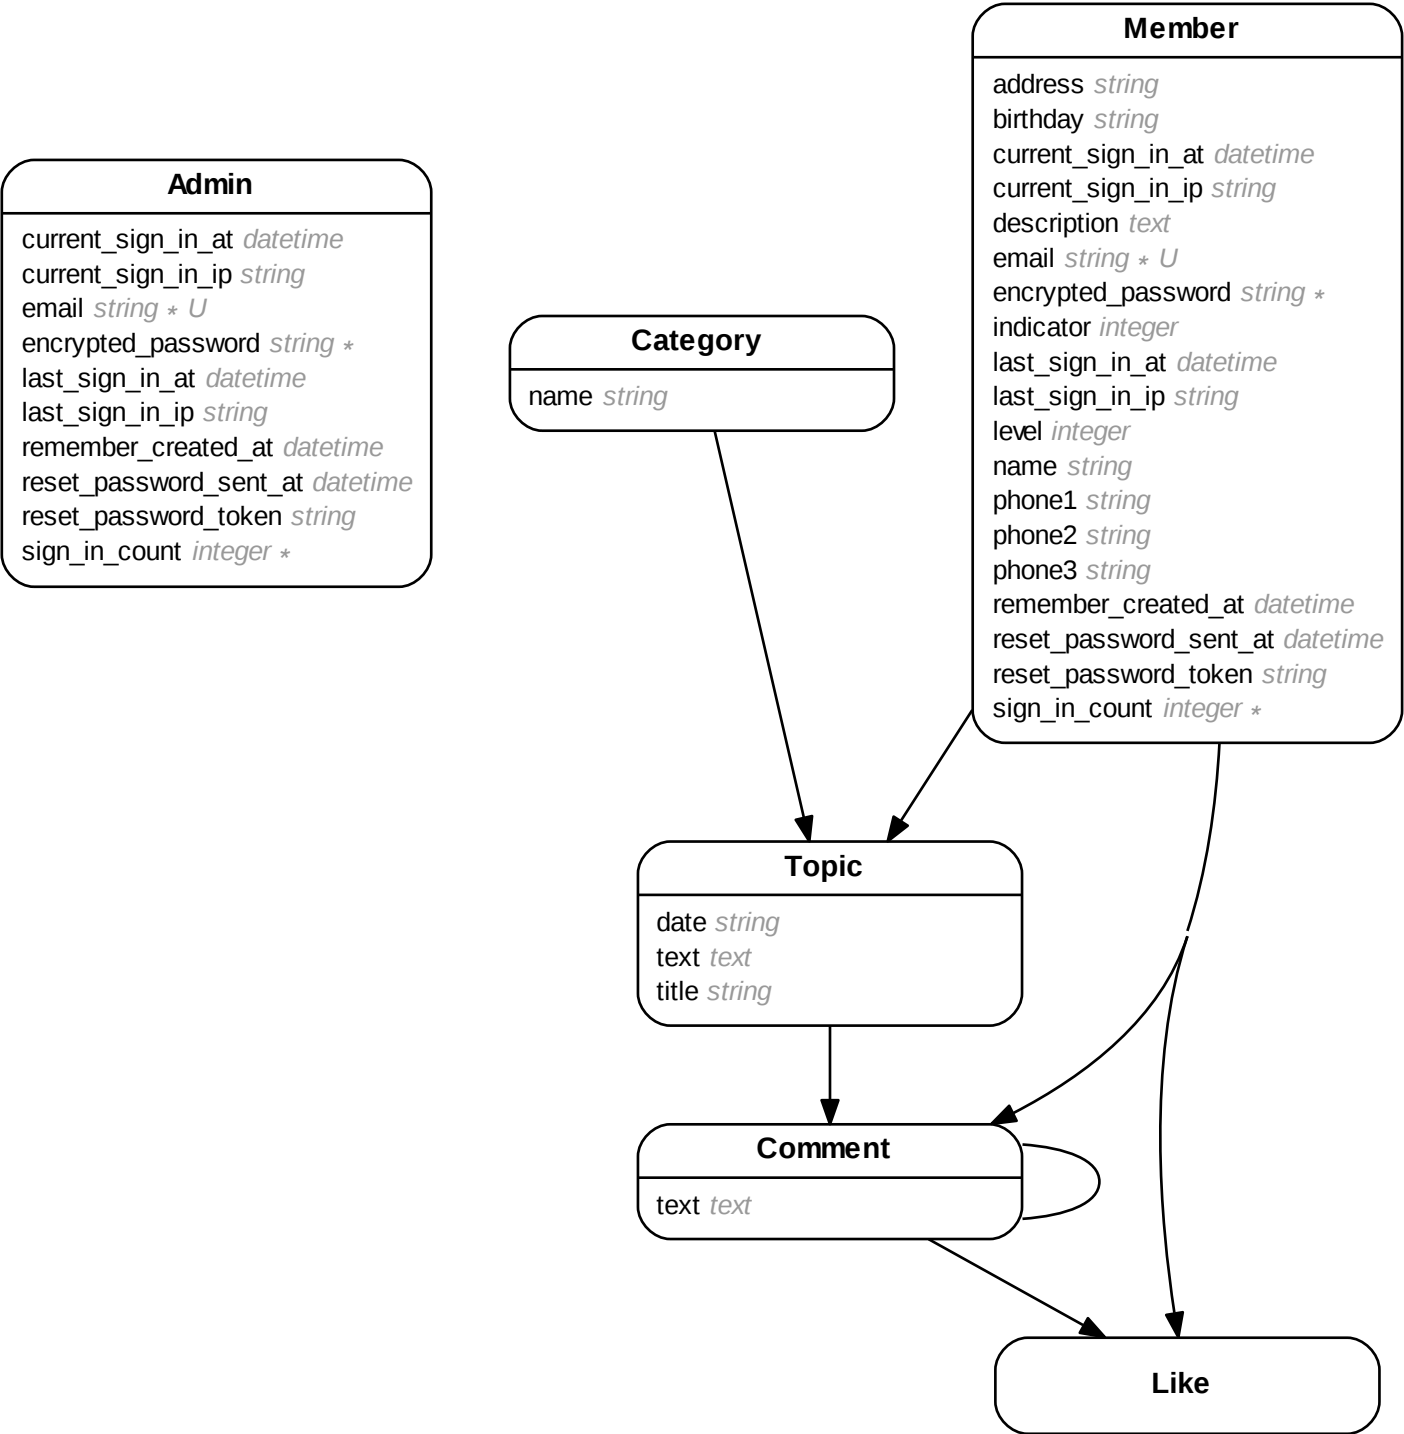 Member
address string
birthday string
current_sign_in_at datetime
current_sign_in_ip string
description text
email string * U
encrypted_password string *
indicator integer
last_sign_in_at datetime
last_sign_in_ip string
level integer
name string
phone1 string
phone2 string
phone3 string
remember_created_at datetime
reset_password_sent_at datetime
reset_password_token string
sign_in_count integer *
Admin
current_sign_in_at datetime
current_sign_in_ip string
email string * U
encrypted_password string *
last_sign_in_at datetime
last_sign_in_ip string
remember_created_at datetime
reset_password_sent_at datetime
reset_password_token string
sign_in_count integer *
Category
name string
Topic
date string
text text
title string
Comment
text text
Like